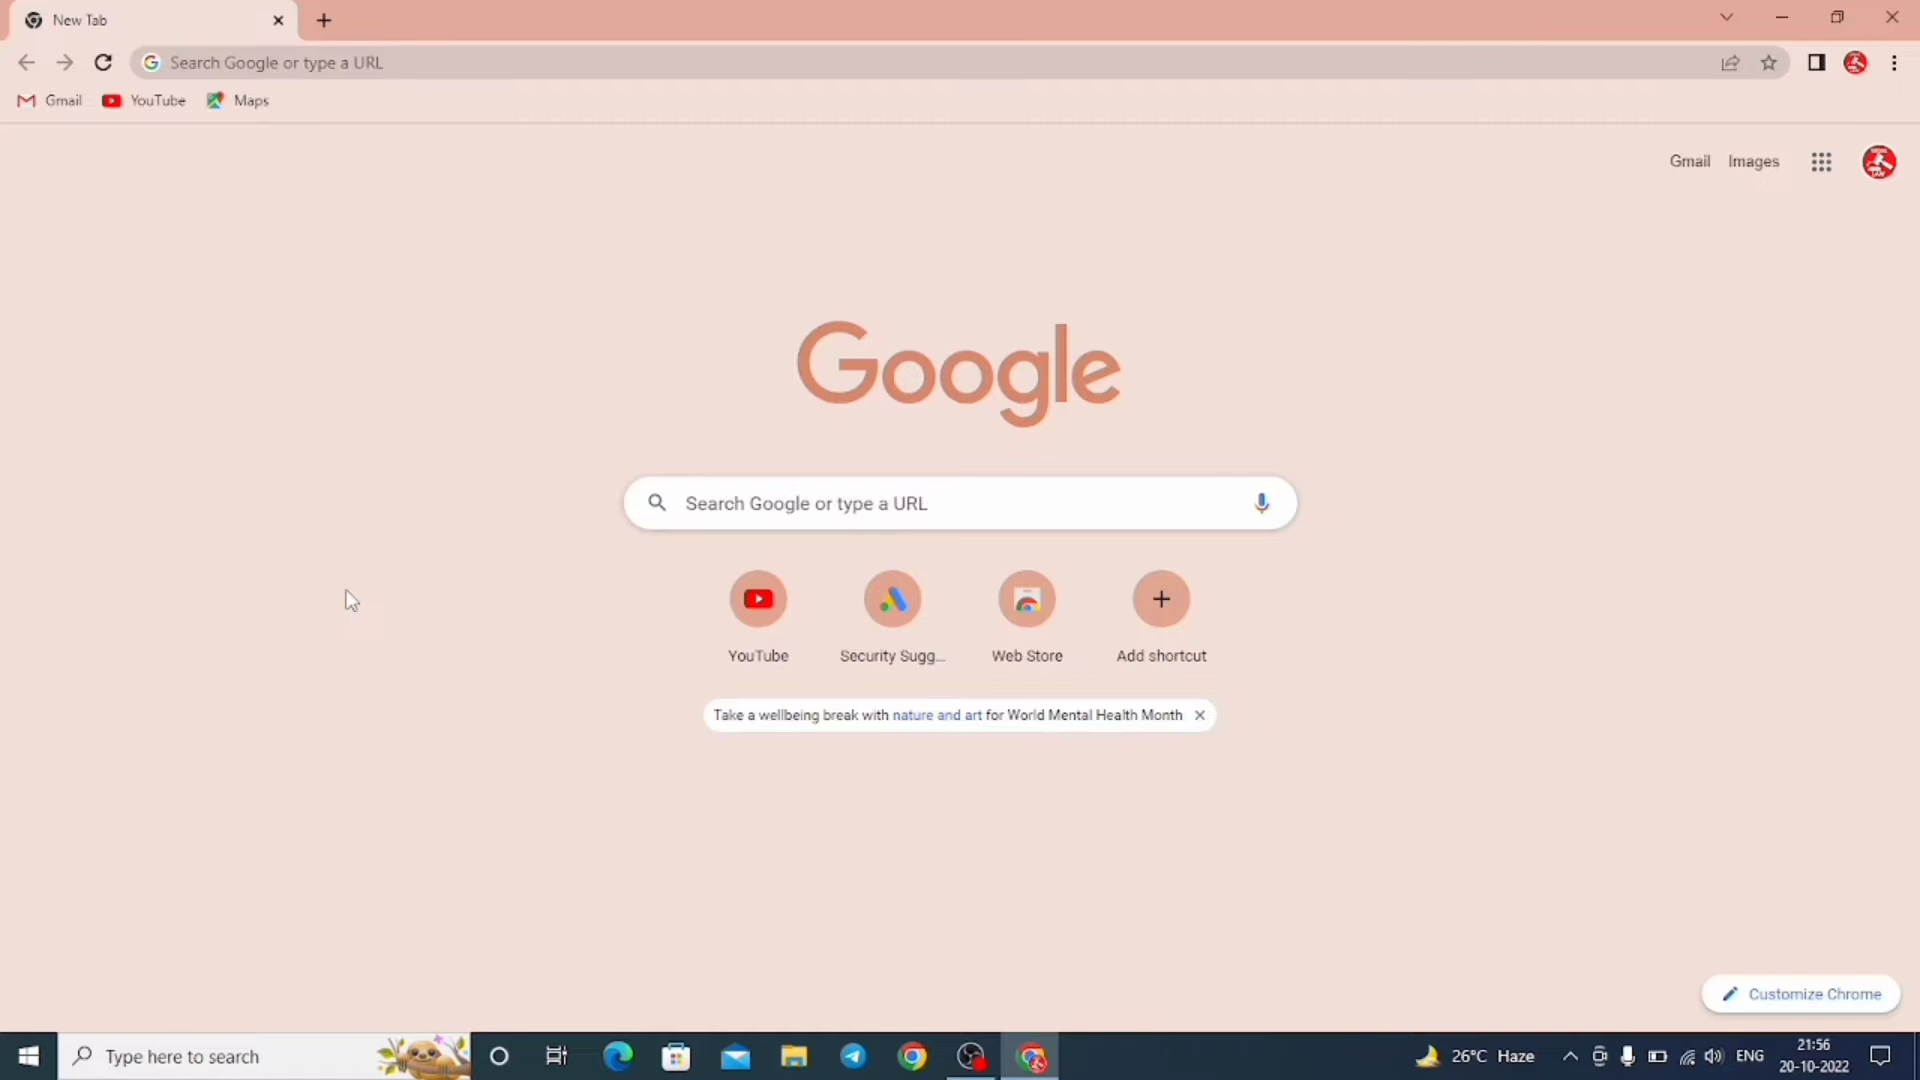 New Tab
Search Google or type a URL
Gmail YouTube Maps
Gmail Images
Google
Search Google or type a URL
YouTube Security Sugg... Web Store Add shortcut
Take a wellbeing break with nature and art for World Mental Health Month
Customize Chrome
Type here to search
26°C Haze
ENG
21:56
20-10-2022